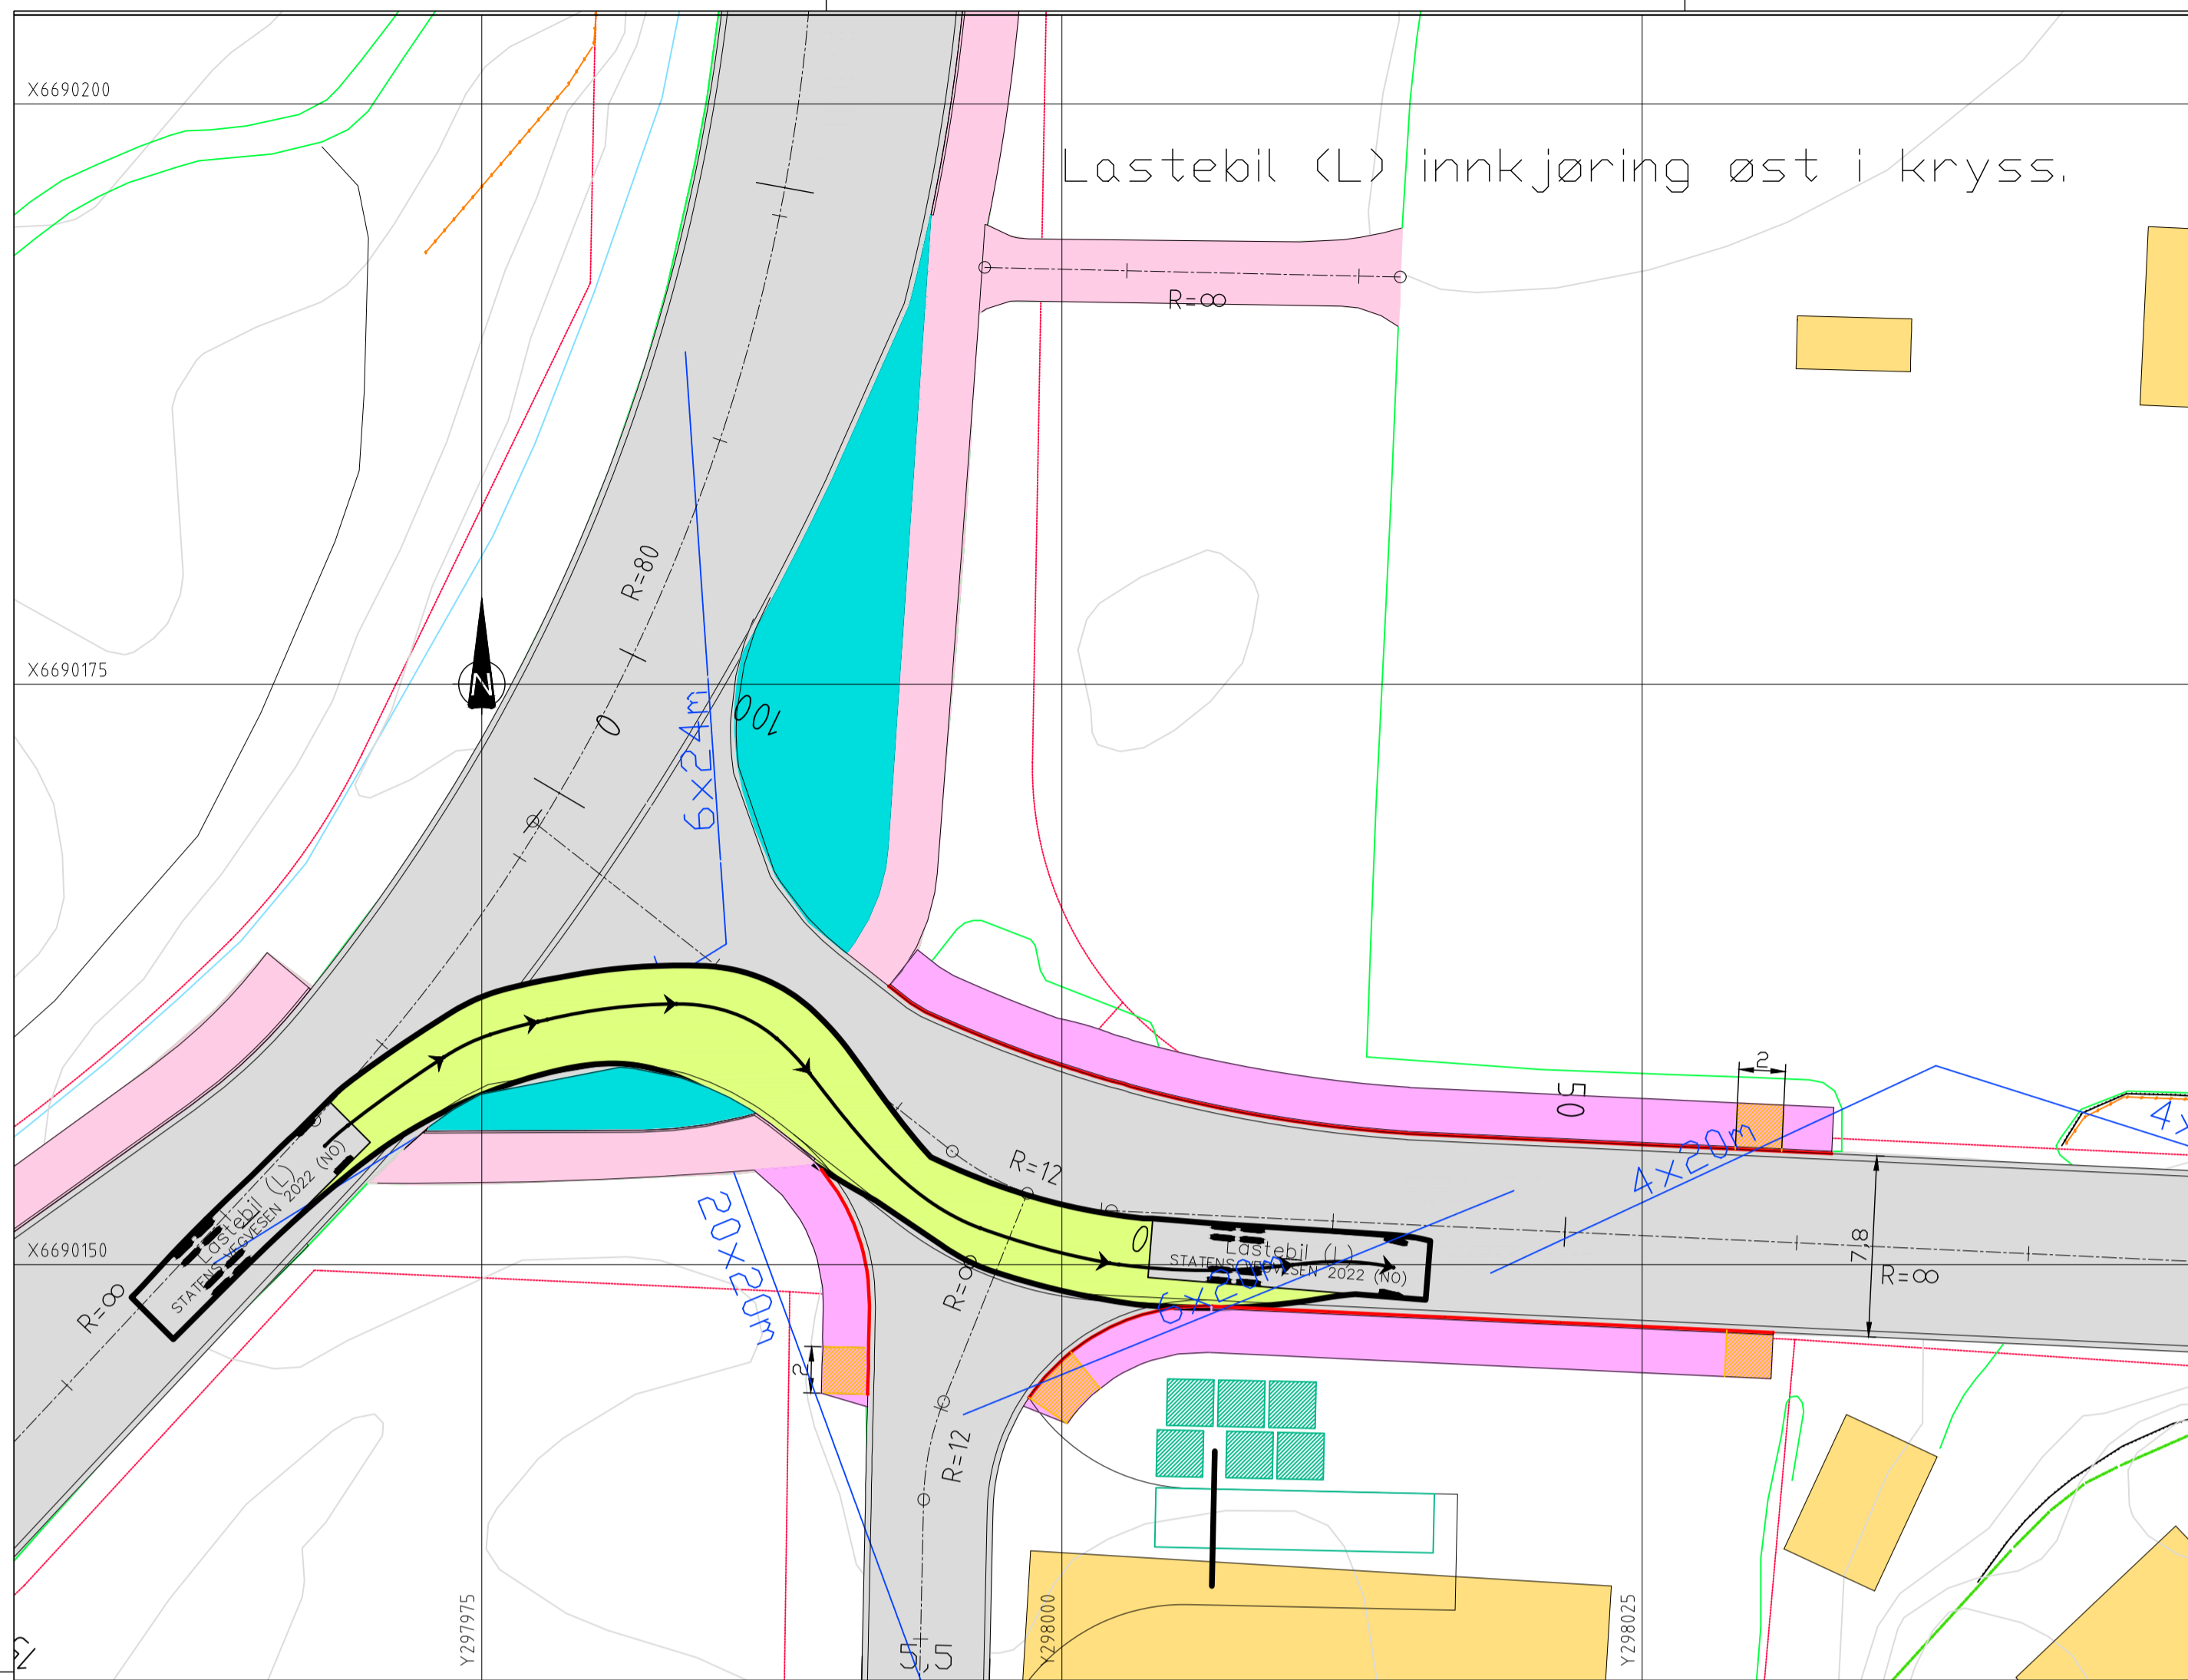 X6690200
Lastebil (L) innkjøring øst i kryss.
R=∞
R=80
X6690175
N
0
100
6x24m
2
50
4x20m
R=12
Lastebil (L)
STATENS VEGVESEN 2022 (NO)
X6690150
R=∞
20x20m
0
Lastebil (L)
STATENS VEGVESEN 2022 (NO)
6x20m
7,8
R=∞
2
R=12
Y297975
Y298000
Y298025
5,5